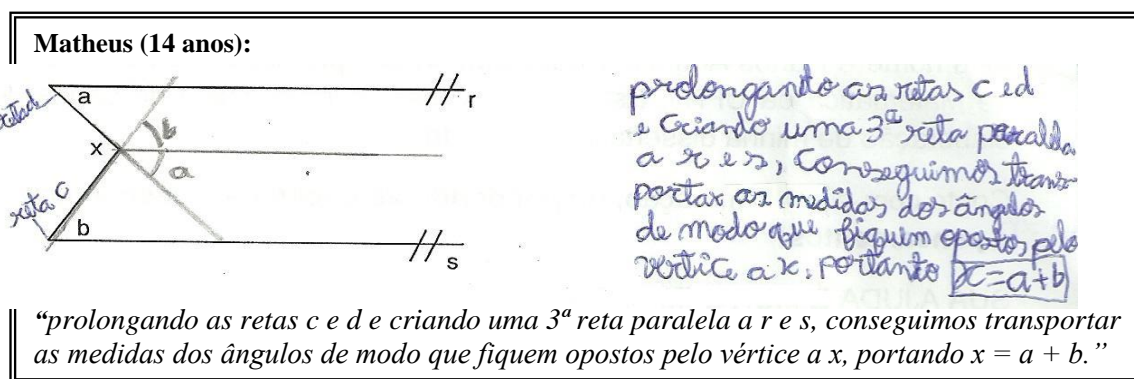 Matheus (14 anos):
reta d
a
r
b
x
a
reta c
b
s
prolongando as retas c e d
e criando uma 3ª reta paralela
a r e s, conseguimos trans-
portar as medidas dos ângulos
de modo que fiquem opostos pelo
vértice a x, portanto x = a + b
“prolongando as retas c e d e criando uma 3ª reta paralela a r e s, conseguimos transportar
as medidas dos ângulos de modo que fiquem opostos pelo vértice a x, portando x = a + b.”